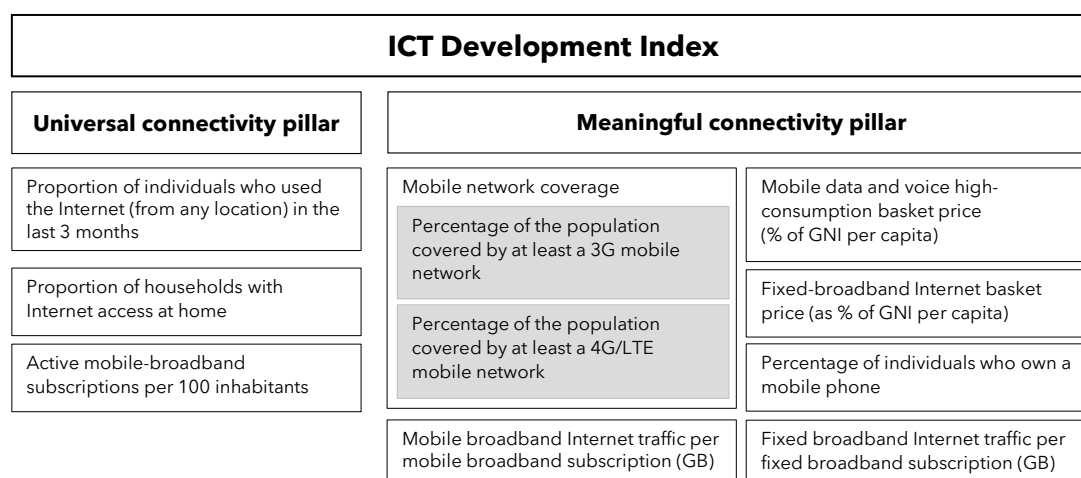 ICT Development Index
Universal connectivity pillar
Proportion of individuals who used
the Internet (from any location) in the
last 3 months
Proportion of households with
Internet access at home
Active mobile-broadband
subscriptions per 100 inhabitants
Meaningful connectivity pillar
Mobile network coverage
Percentage of the population
covered by at least a 3G mobile
network
Percentage of the population
covered by at least a 4G/LTE
mobile network
Mobile broadband Internet traffic per
mobile broadband subscription (GB)
Mobile data and voice high-
consumption basket price
(% of GNI per capita)
Fixed-broadband Internet basket
price (as % of GNI per capita)
Percentage of individuals who own a
mobile phone
Fixed broadband Internet traffic per
fixed broadband subscription (GB)